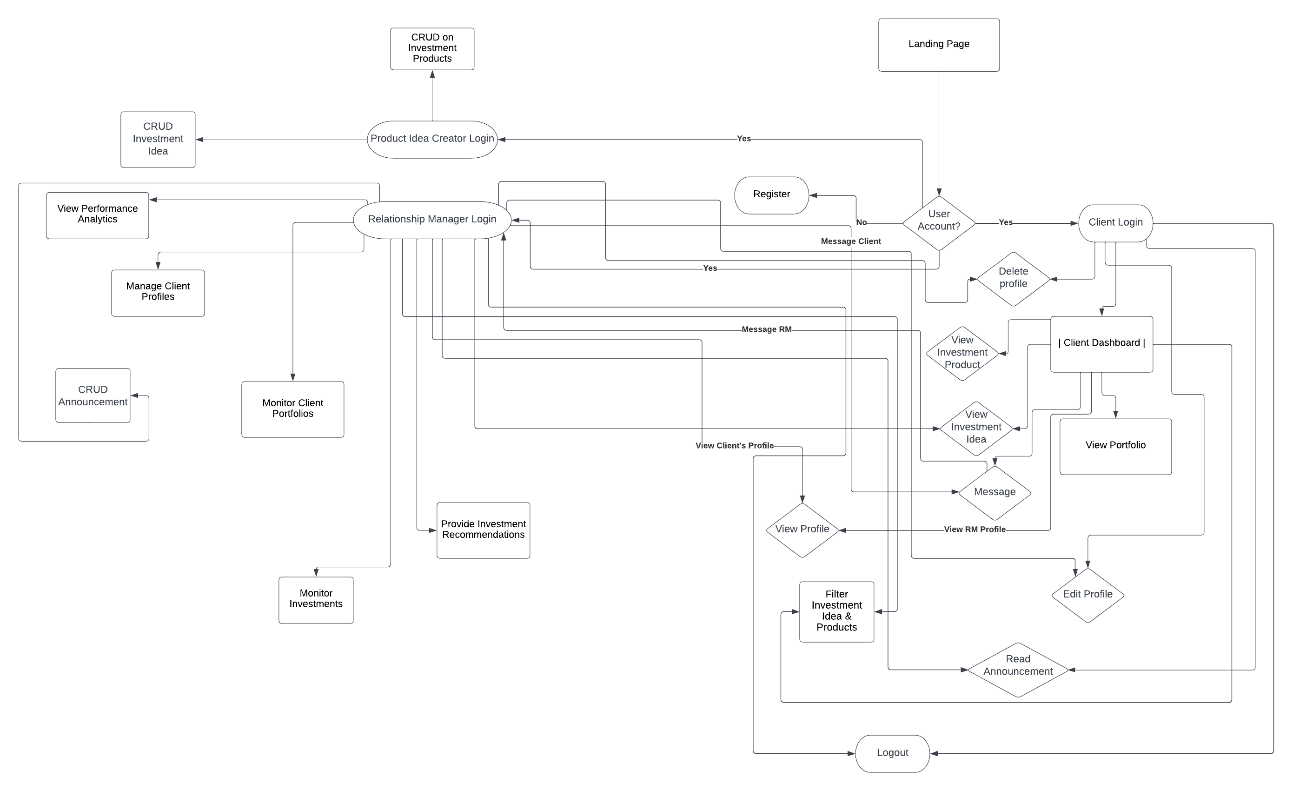 CRUD on
Investment
Products
Landing Page
CRUD
Investment
Idea
Product Idea Creator Login
Yes
Register
View Performance
Analytics
Relationship Manager Login
No
User
Account?
Yes
Client Login
Message Client
Yes
Delete
profile
Manage Client
Profiles
Message RM
View
Investment
Product
| Client Dashboard |
CRUD
Announcement
Monitor Client
Portfolios
View
Investment
Idea
View Client's Profile
View Portfolio
Message
Provide Investment
Recommendations
View Profile
View RM Profile
Monitor
Investments
Filter
Investment
Idea &
Products
Edit Profile
Read
Announcement
Logout